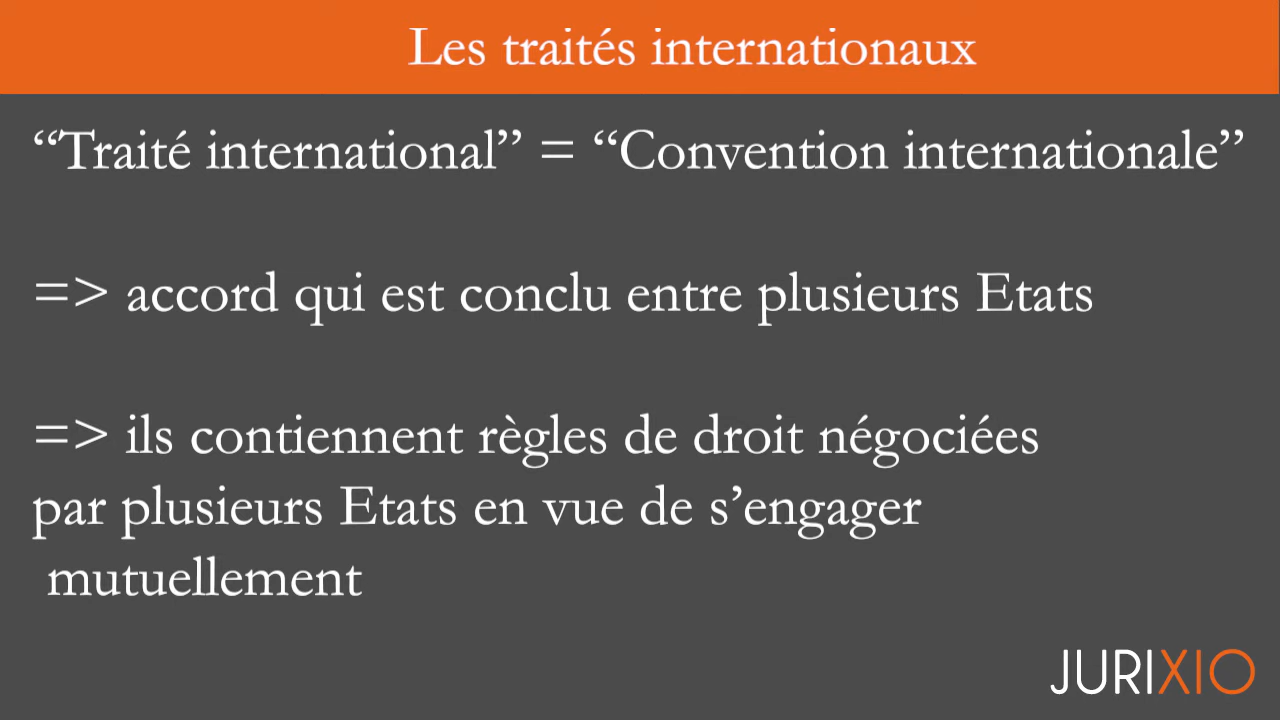 Les traités internationaux
“Traité international” = “Convention internationale”
=> accord qui est conclu entre plusieurs Etats
=> ils contiennent règles de droit négociées
par plusieurs Etats en vue de s’engager
mutuellement
JURIXIO